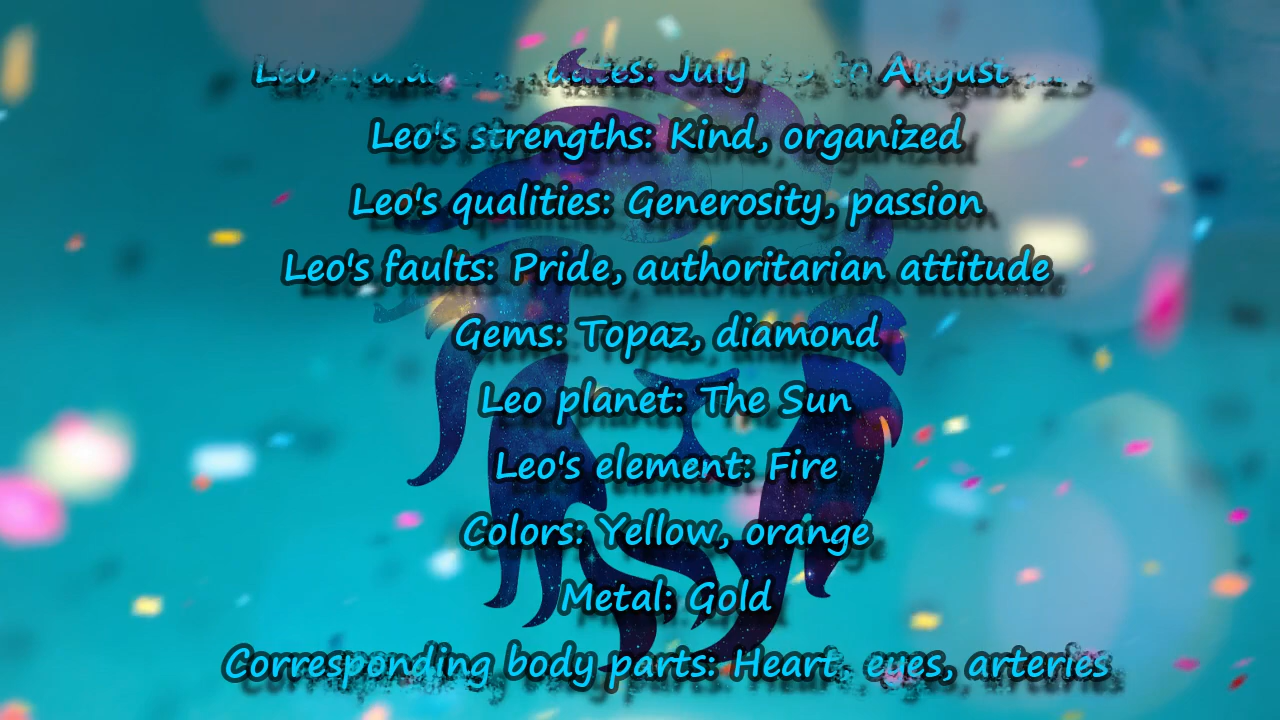 Leo dates: July to August
Leo's strengths: Kind, organized
Leo's qualities: Generosity, passion
Leo's faults: Pride, authoritarian attitude
Gems: Topaz, diamond
Leo planet: The Sun
Leo's element: Fire
Colors: Yellow, orange
Metal: Gold
Corresponding body parts: Heart, eyes, arteries